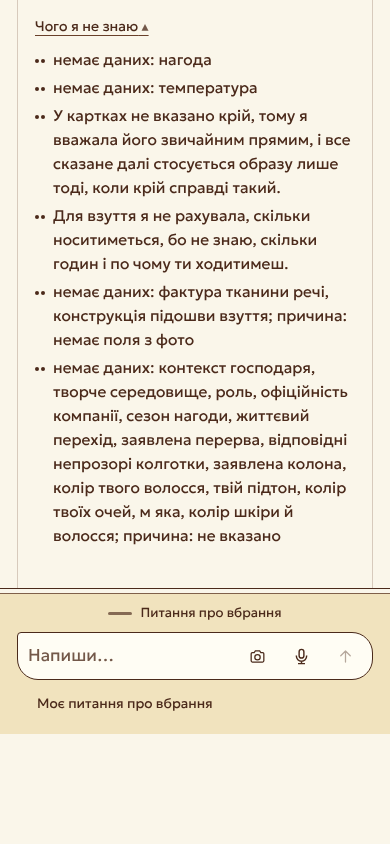 Чого я не знаю ▴
•• немає даних: нагода
•• немає даних: температура
•• У картках не вказано крій, тому я
вважала його звичайним прямим, і все
сказане далі стосується образу лише
тоді, коли крій справді такий.
•• Для взуття я не рахувала, скільки
носитиметься, бо не знаю, скільки
годин і по чому ти ходитимеш.
•• немає даних: фактура тканини речі,
конструкція підошви взуття; причина:
немає поля з фото
•• немає даних: контекст господаря,
творче середовище, роль, офіційність
компанії, сезон нагоди, життєвий
перехід, заявлена перерва, відповідні
непрозорі колготки, заявлена колона,
колір твого волосся, твій підтон, колір
твоїх очей, м яка, колір шкіри й
волосся; причина: не вказано
Питання про вбрання
Напиши...
Моє питання про вбрання